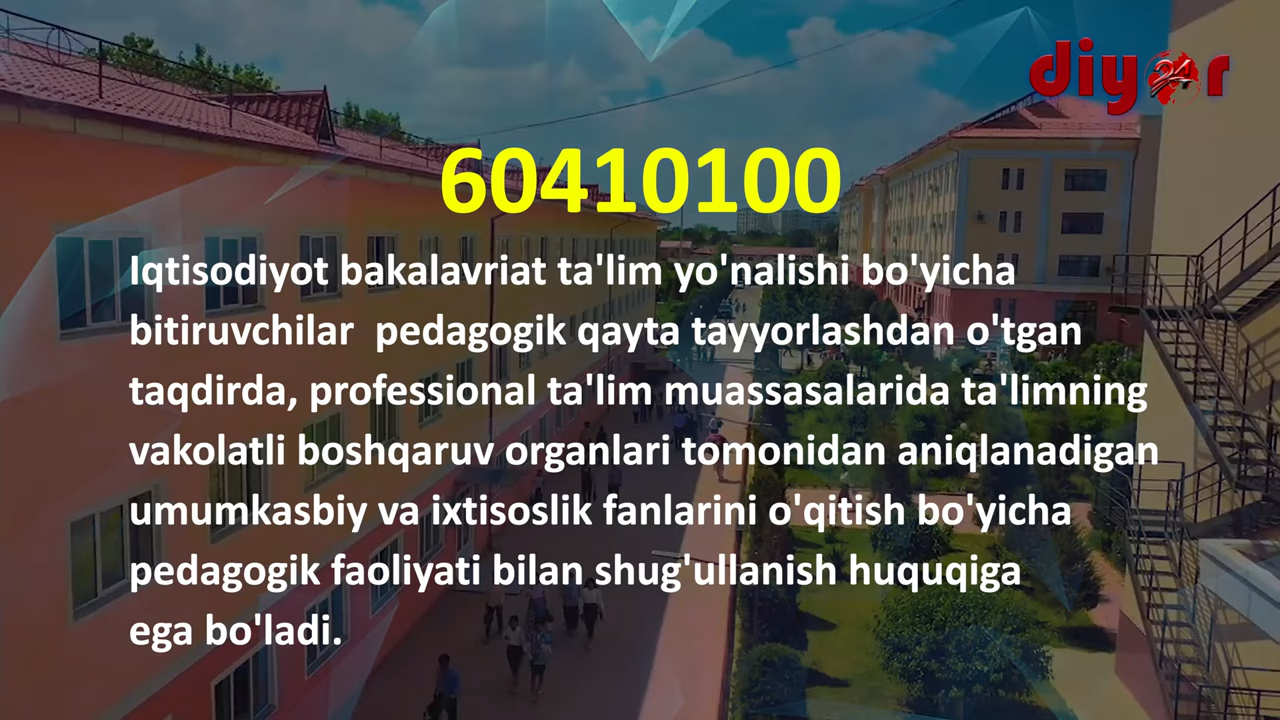 diyor 24
60410100
Iqtisodiyot bakalavriat ta'lim yo'nalishi bo'yicha
bitiruvchilar  pedagogik qayta tayyorlashdan o'tgan
taqdirda, professional ta'lim muassasalarida ta'limning
vakolatli boshqaruv organlari tomonidan aniqlanadigan
umumkasbiy va ixtisoslik fanlarini o'qitish bo'yicha
pedagogik faoliyati bilan shug'ullanish huquqiga
ega bo'ladi.